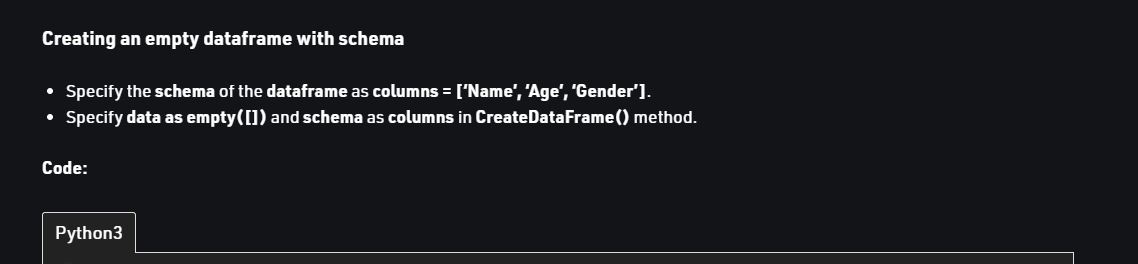 Creating an empty dataframe with schema
• Specify the schema of the dataframe as columns = [‘Name’, ‘Age’, ‘Gender’].
• Specify data as empty([]) and schema as columns in CreateDataFrame() method.
Code:
Python3